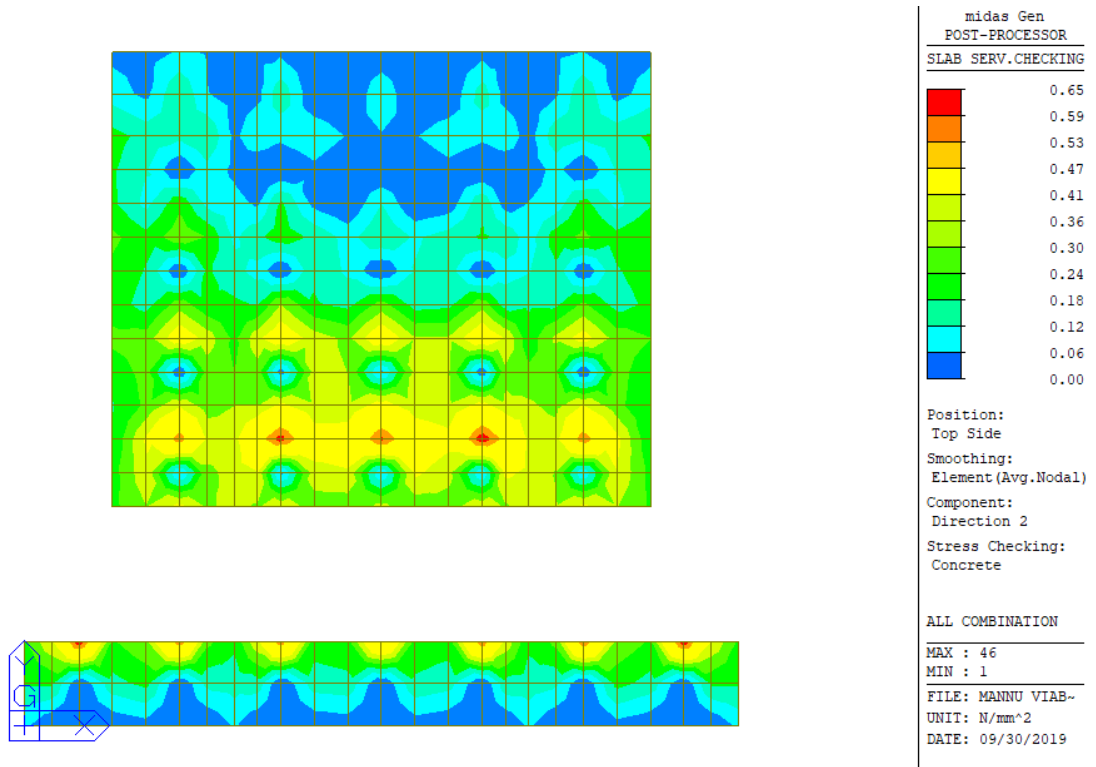 midas Gen
POST-PROCESSOR
SLAB SERV.CHECKING
0.65
0.59
0.53
0.47
0.41
0.36
0.30
0.24
0.18
0.12
0.06
0.00
Position:
Top Side
Smoothing:
Element(Avg.Nodal)
Component:
Direction 2
Stress Checking:
Concrete
ALL COMBINATION
MAX : 46
MIN : 1
FILE: MANNU VIAB~
UNIT: N/mm^2
DATE: 09/30/2019
Y
G
X